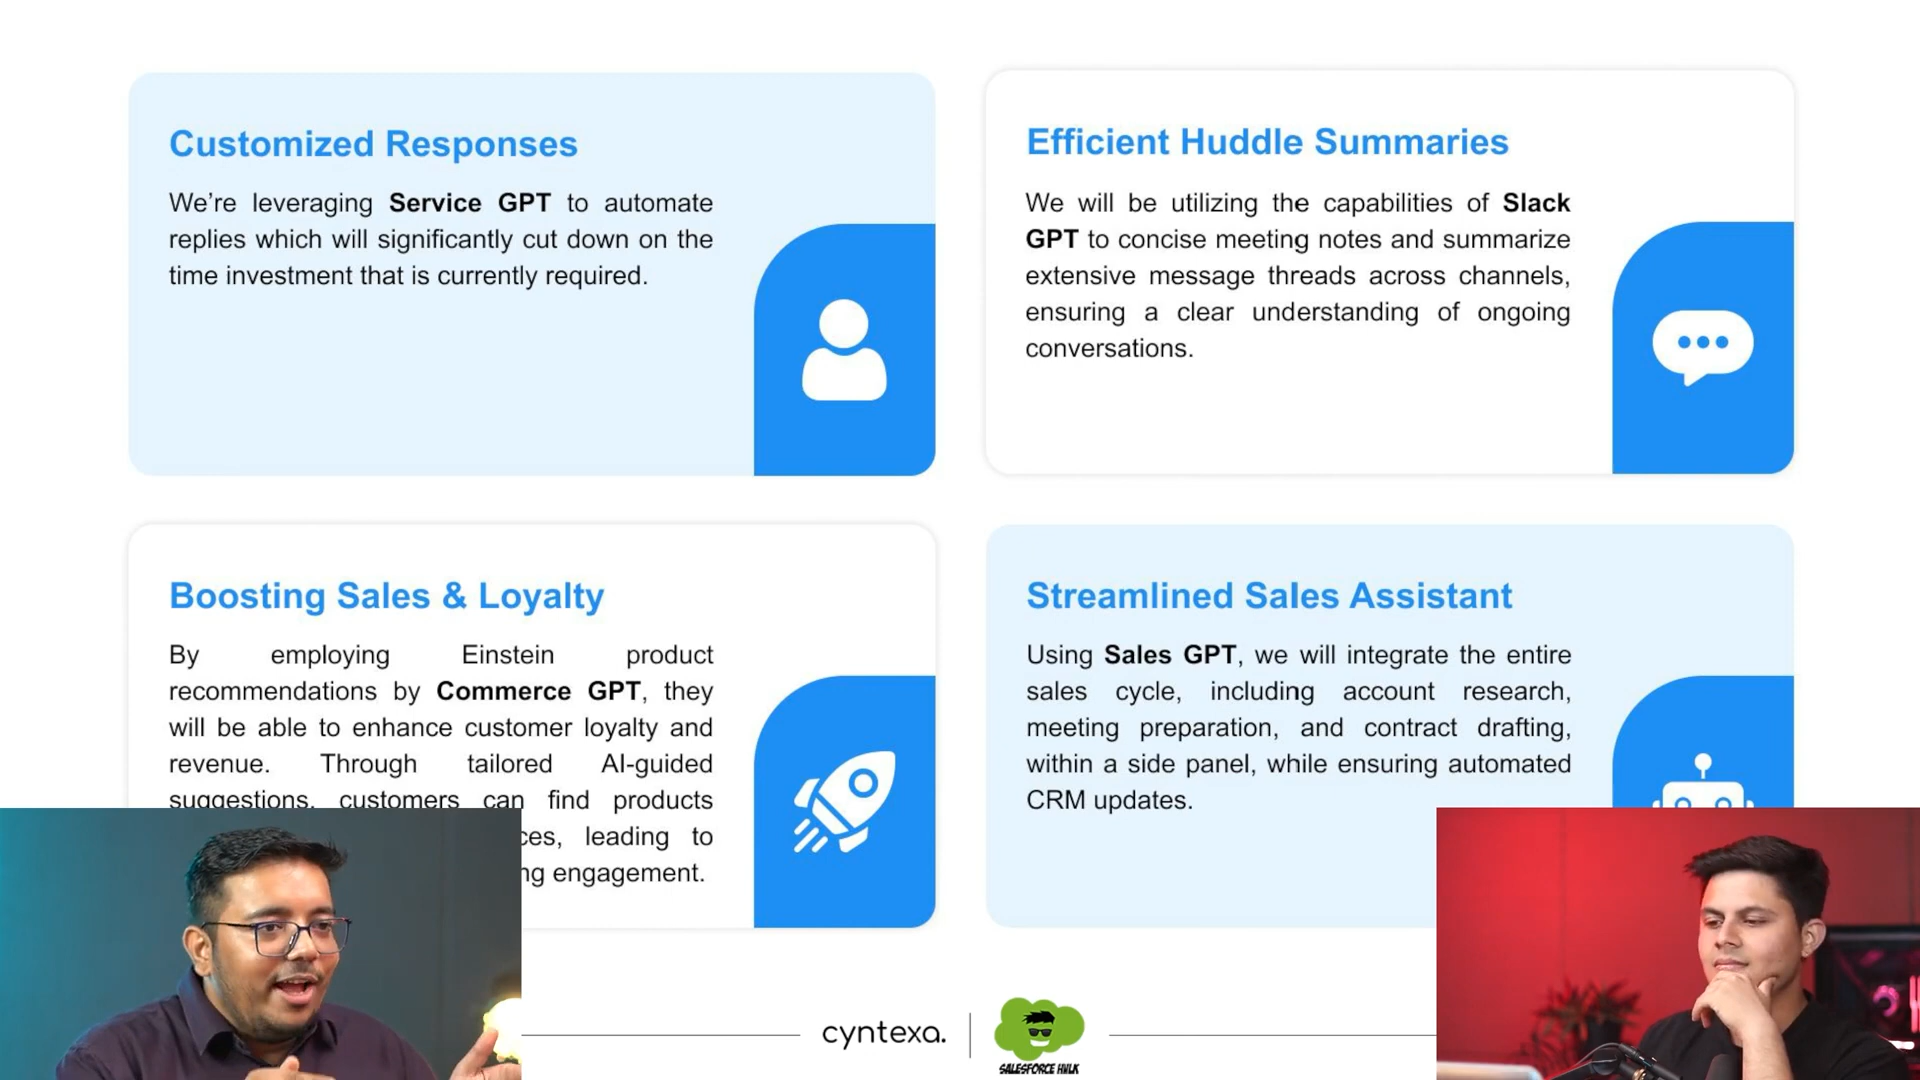 Customized Responses
We're leveraging Service GPT to automate
replies which will significantly cut down on the
time investment that is currently required.
Efficient Huddle Summaries
We will be utilizing the capabilities of Slack
GPT to concise meeting notes and summarize
extensive message threads across channels,
ensuring a clear understanding of ongoing
conversations.
Boosting Sales & Loyalty
By employing Einstein product
recommendations by Commerce GPT, they
will be able to enhance customer loyalty and
revenue. Through tailored AI-guided
suggestions, customers can find products
leading to
engagement.
Streamlined Sales Assistant
Using Sales GPT, we will integrate the entire
sales cycle, including account research,
meeting preparation, and contract drafting,
within a side panel, while ensuring automated
CRM updates.
cyntexa.
SALESFORCE HULK